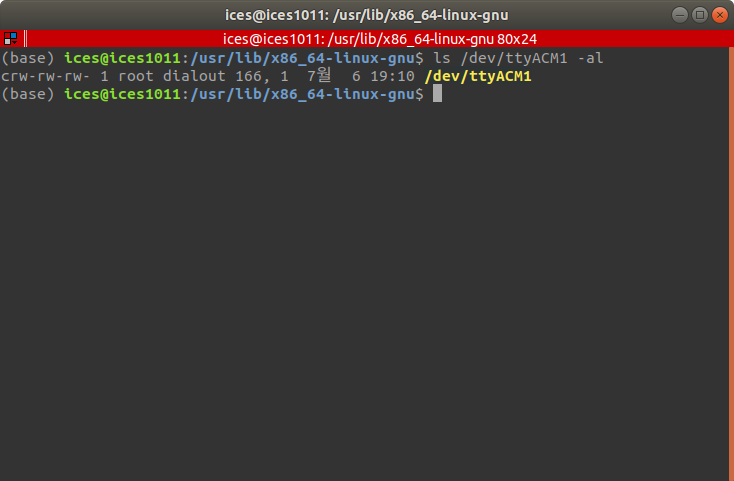 ices@ices1011: /usr/lib/x86_64-linux-gnu
ices@ices1011: /usr/lib/x86_64-linux-gnu 80x24
(base) ices@ices1011:/usr/lib/x86_64-linux-gnu$ ls /dev/ttyACM1 -al
crw-rw-rw- 1 root dialout 166, 1  7월  6 19:10 /dev/ttyACM1
(base) ices@ices1011:/usr/lib/x86_64-linux-gnu$